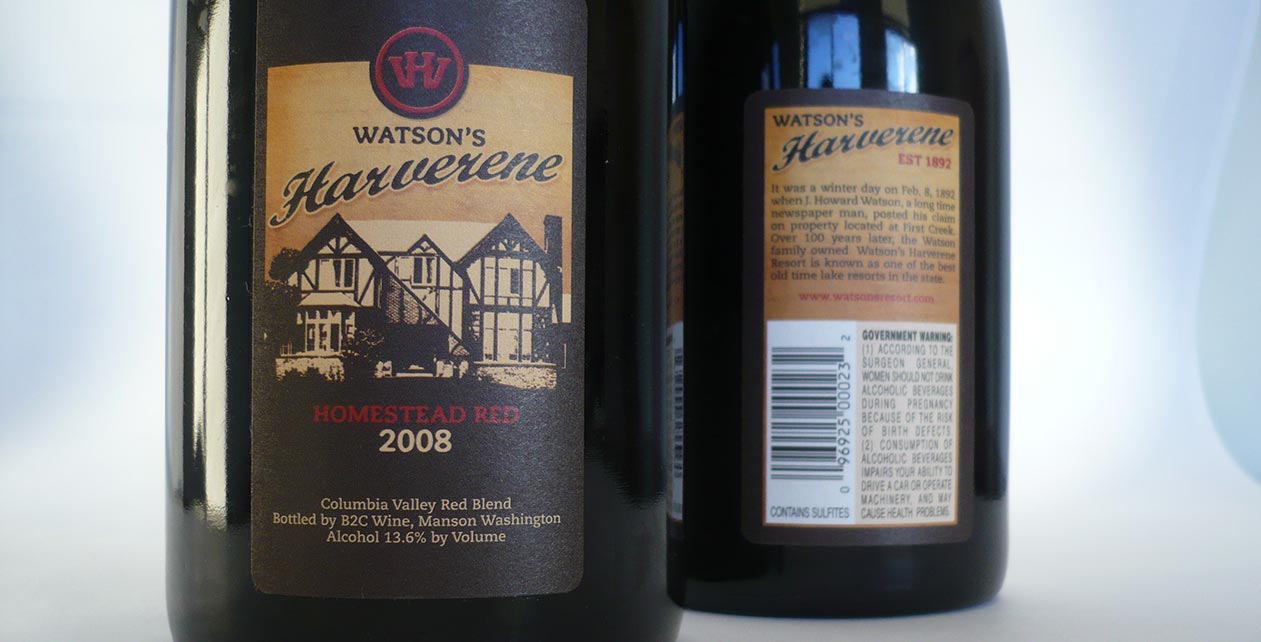 WH
WATSON'S
Harverene
HOMESTEAD RED
2008
Columbia Valley Red Blend
Bottled by B2C Wine, Manson Washington
Alcohol 13.6% by Volume
WATSON'S
Harverene
EST 1892
It was a winter day on Feb, 8, 1892
when J. Howard Watson, a long time
newspaper man, posted his claim
on property located at First Creek.
Over 100 years later, the Watson
family owned Watson's Harverene
Resort is known as one of the best
old time lake resorts in the state.
www.watsonsresort.com
0 96925 00023 2
CONTAINS SULFITES
GOVERNMENT WARNING:
(1) ACCORDING TO THE
SURGEON GENERAL,
WOMEN SHOULD NOT DRINK
ALCOHOLIC BEVERAGES
DURING PREGNANCY
BECAUSE OF THE RISK
OF BIRTH DEFECTS.
(2) CONSUMPTION OF
ALCOHOLIC BEVERAGES
IMPAIRS YOUR ABILITY TO
DRIVE A CAR OR OPERATE
MACHINERY, AND MAY
CAUSE HEALTH PROBLEMS.